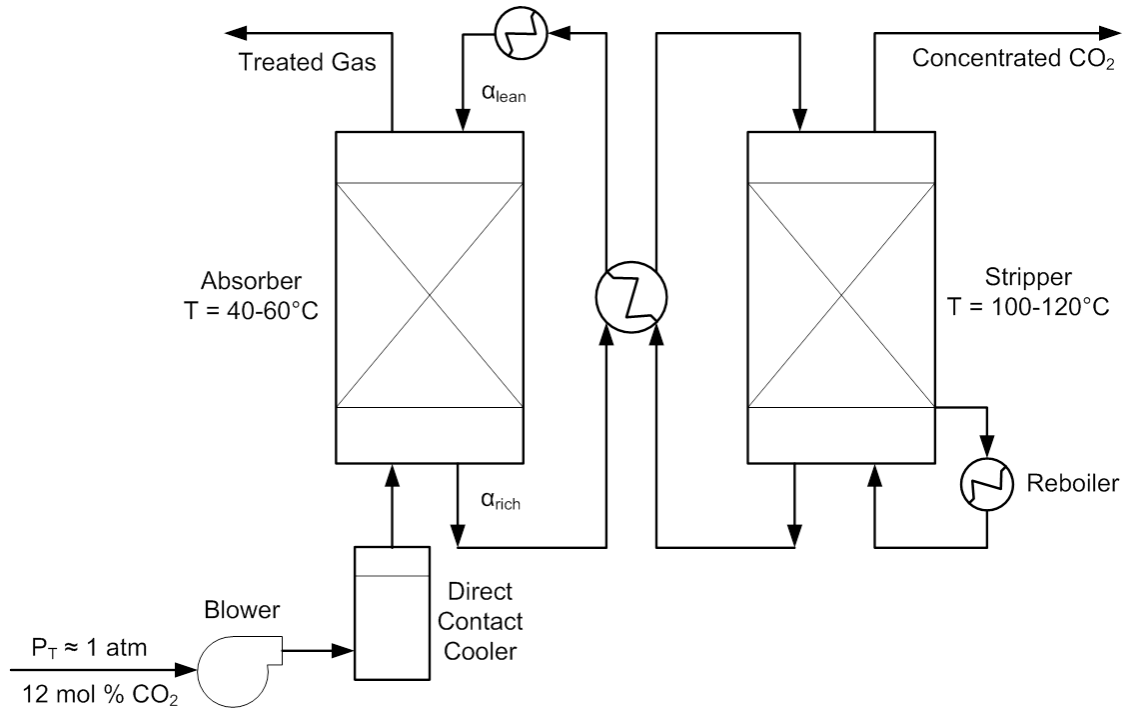 Treated Gas
α_lean
Concentrated CO₂
Absorber
T = 40-60°C
Stripper
T = 100-120°C
α_rich
Reboiler
Direct
Contact
Cooler
Blower
P_T ≈ 1 atm
12 mol % CO₂